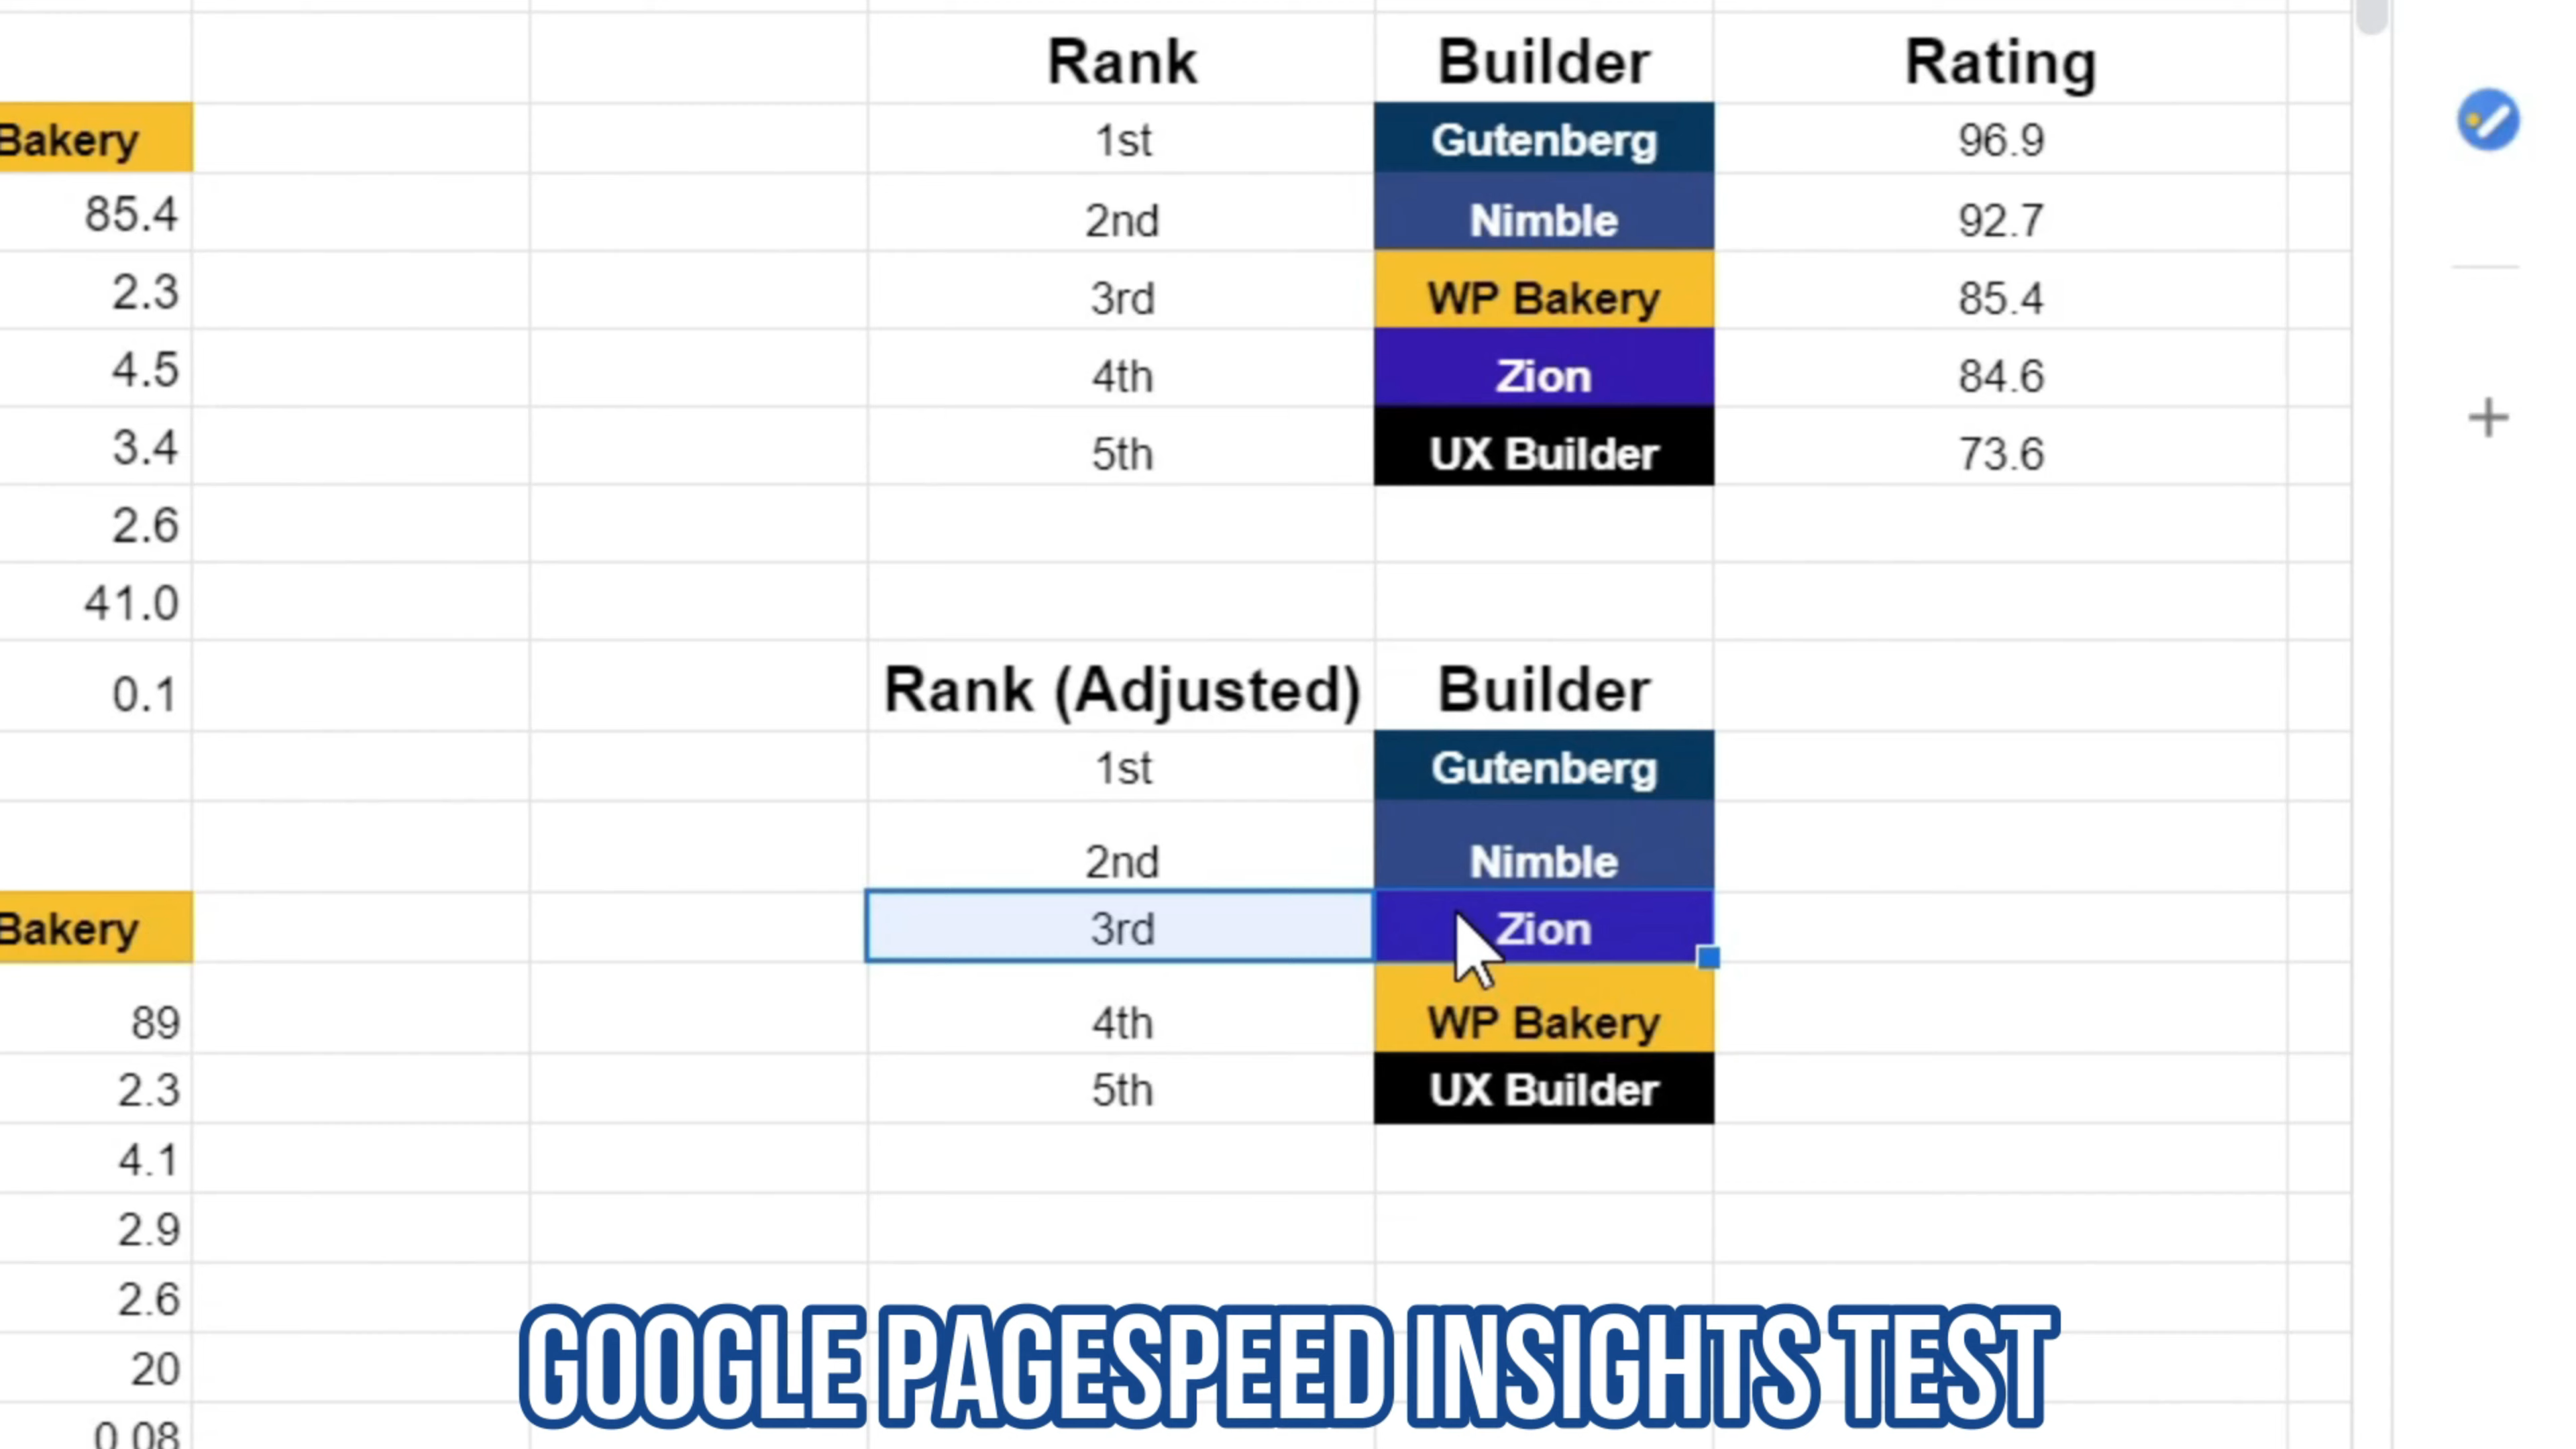 Rank Builder Rating
Bakery 1st Gutenberg 96.9
85.4 2nd Nimble 92.7
2.3 3rd WP Bakery 85.4
4.5 4th Zion 84.6
3.4 5th UX Builder 73.6
2.6
41.0
0.1 Rank (Adjusted) Builder
1st Gutenberg
2nd Nimble
Bakery 3rd Zion
89 4th WP Bakery
2.3 5th UX Builder
4.1
2.9
2.6
20
0.08
GOOGLE PAGESPEED INSIGHTS TEST